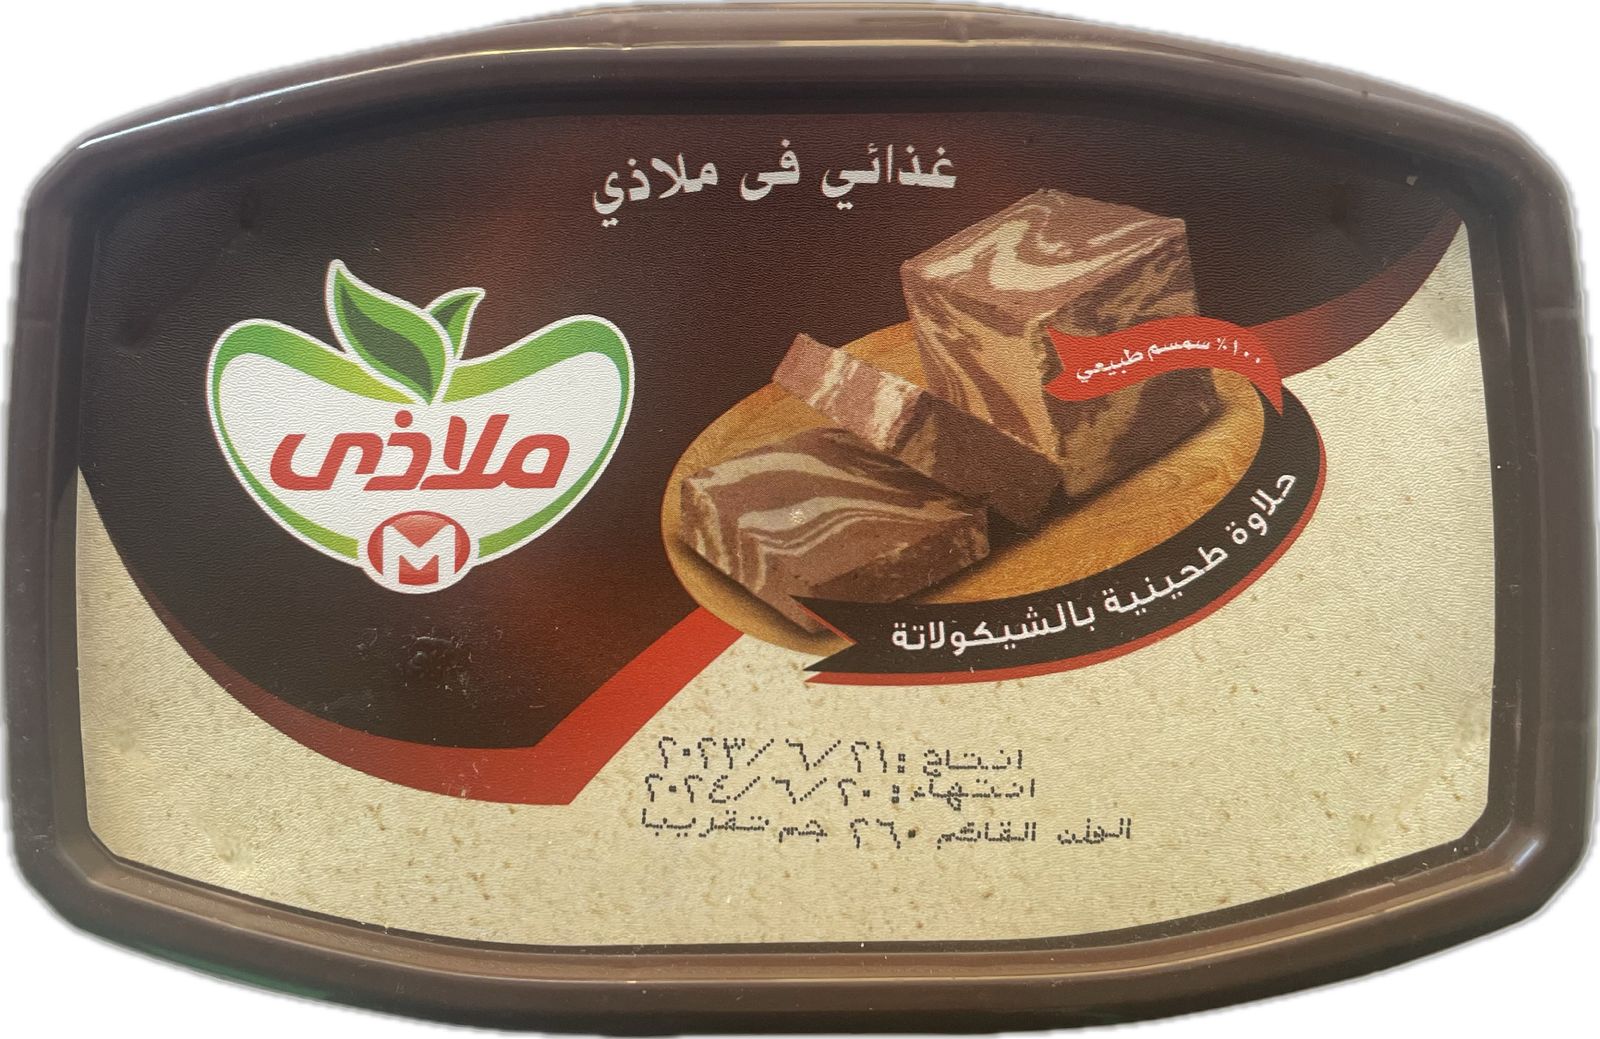 غذائي فى ملاذي
ملاذى
M
١٠٠٪ سمسم طبيعي
حلاوة طحينية بالشيكولاتة
انتاج :٢٠٢٣/٦/٢١
انتهاء: ٢٠٢٤/٦/٢٠
الوزن القائم ٢٦٠ جم تقريبا